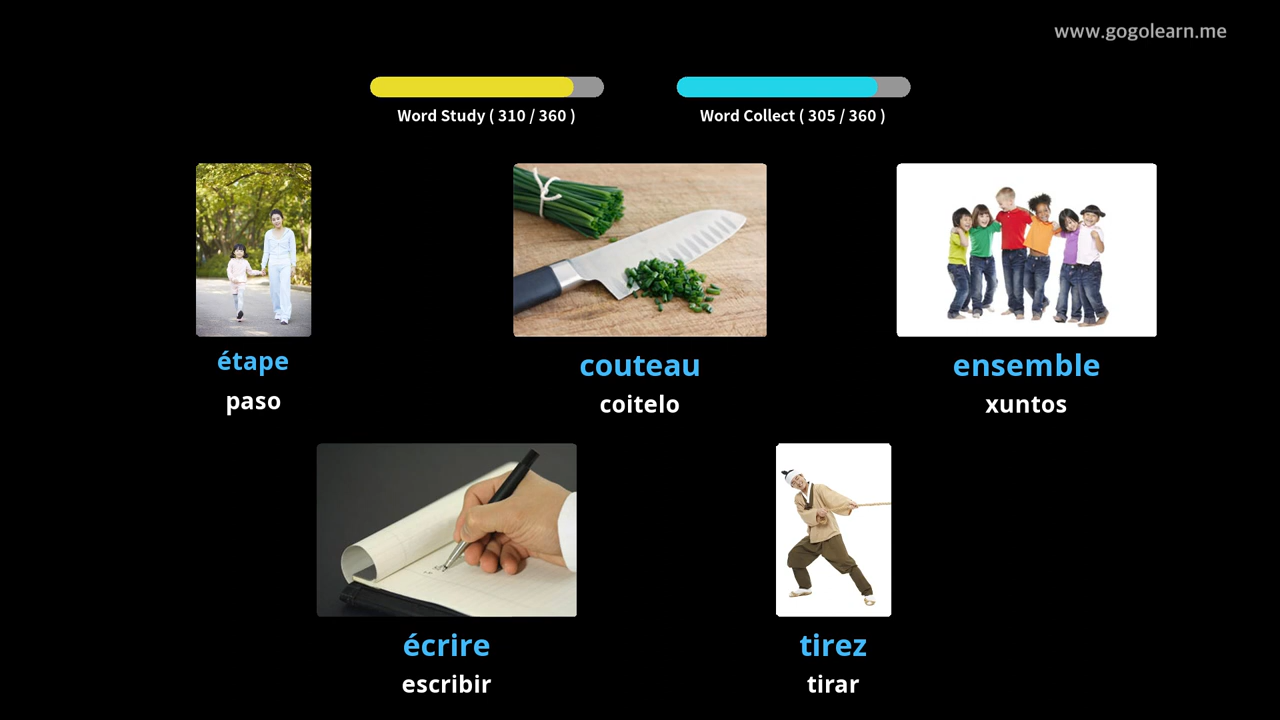 www.gogolearn.me
Word Study ( 310 / 360 )
Word Collect ( 305 / 360 )
étape
paso
couteau
coitelo
ensemble
xuntos
écrire
escribir
tirez
tirar